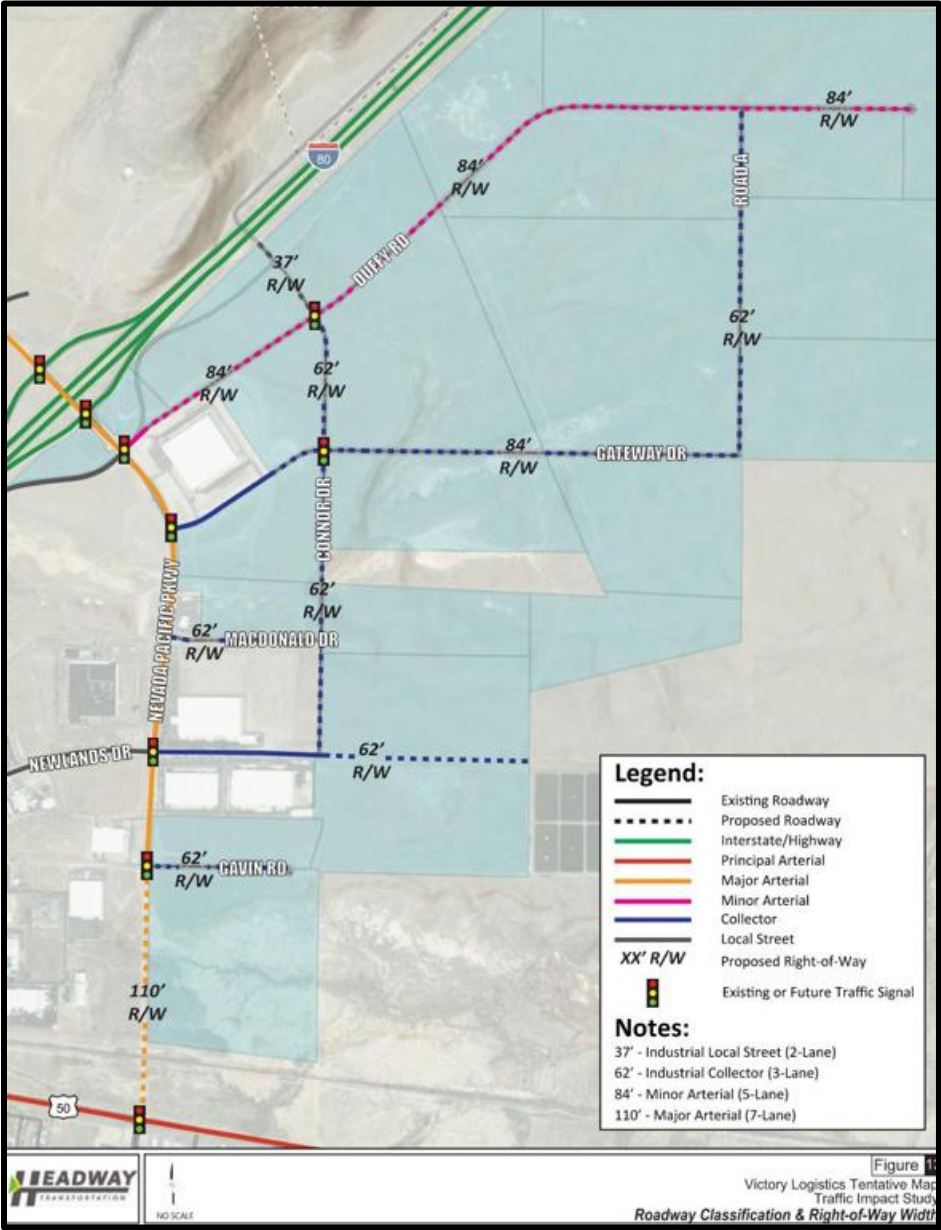 84'
R/W
80
84'
R/W
ROAD A
DUFFY RD
37'
R/W
62'
R/W
84'
R/W
62'
R/W
84'
R/W
GATEWAY DR
CONNOR DR
62'
R/W
NEVADA PACIFIC PKWY
62'
R/W
MACDONALD DR
NEWLANDS DR
62'
R/W
62'
R/W
GAVIN RD
110'
R/W
50
Legend:
Existing Roadway
Proposed Roadway
Interstate/Highway
Principal Arterial
Major Arterial
Minor Arterial
Collector
Local Street
XX' R/W Proposed Right-of-Way
Existing or Future Traffic Signal
Notes:
37' - Industrial Local Street (2-Lane)
62' - Industrial Collector (3-Lane)
84' - Minor Arterial (5-Lane)
110' - Major Arterial (7-Lane)
HEADWAY
TRANSPORTATION
NO SCALE
Figure
Victory Logistics Tentative Map
Traffic Impact Study
Roadway Classification & Right-of-Way Width